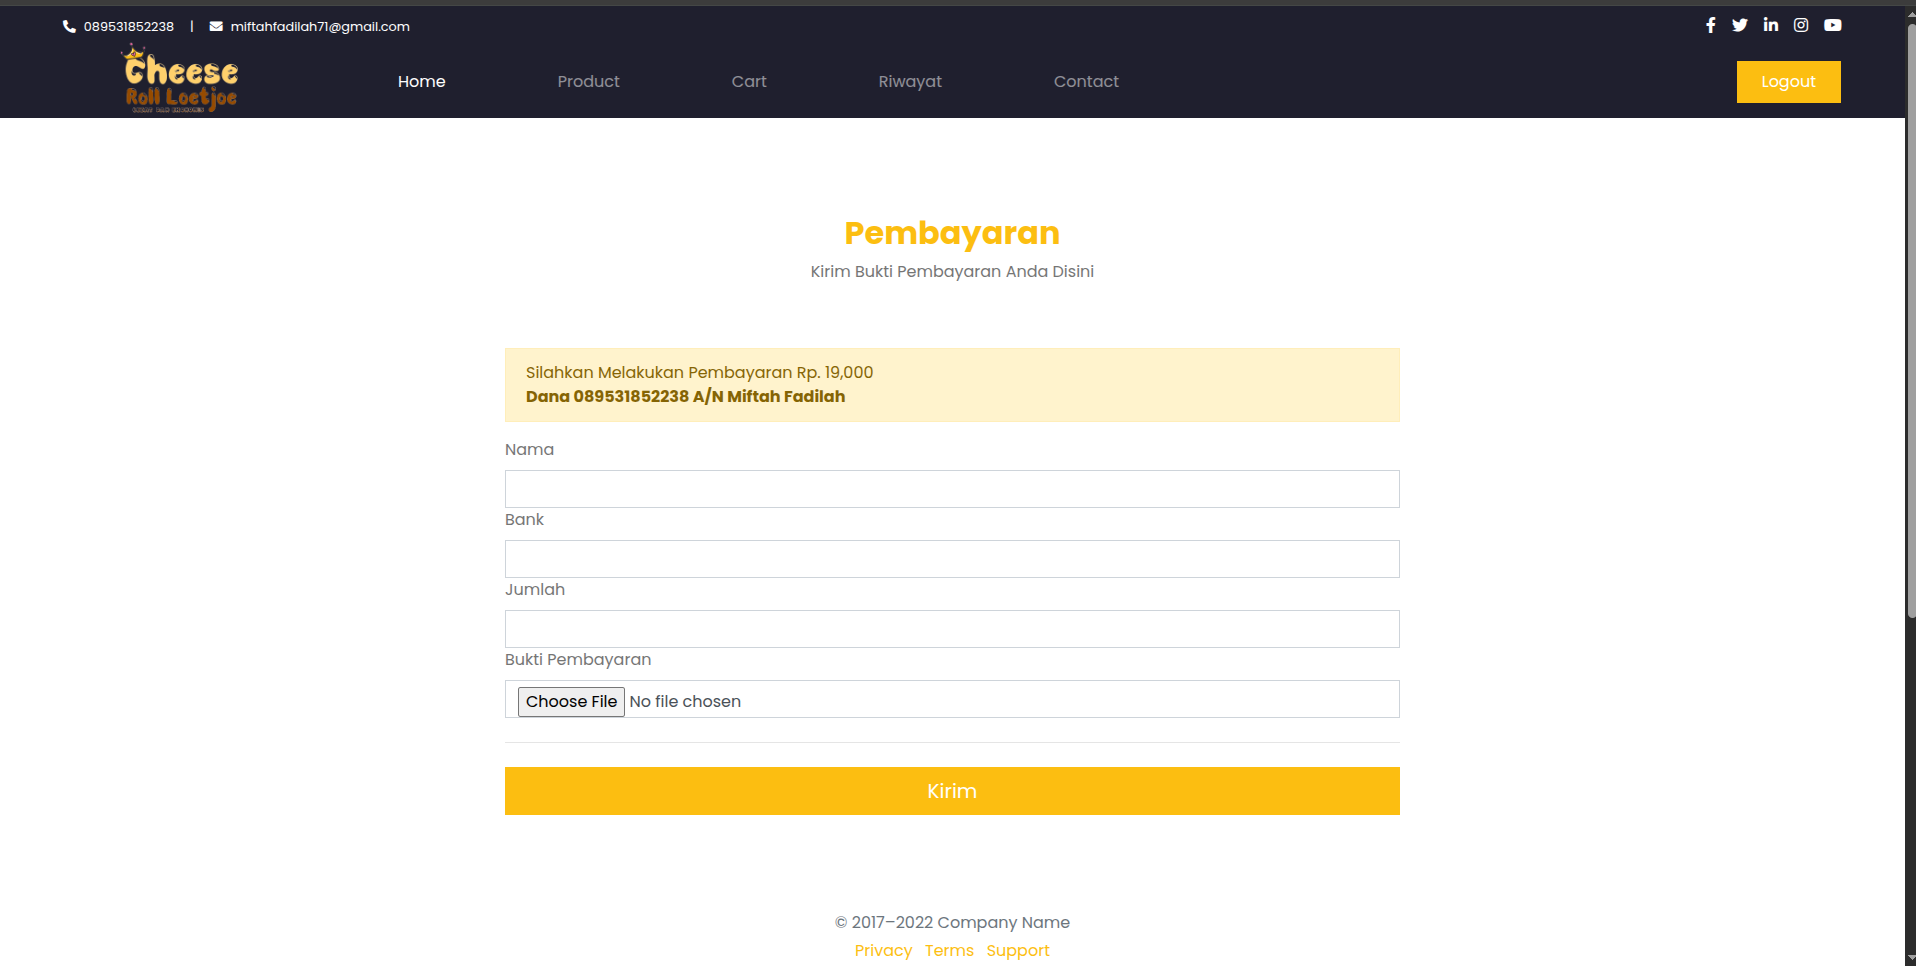 089531852238 | miftahfadilah71@gmail.com
Cheese
Roll Loetjoe
Home Product Cart Riwayat Contact Logout
Pembayaran
Kirim Bukti Pembayaran Anda Disini
Silahkan Melakukan Pembayaran Rp. 19,000
Dana 089531852238 A/N Miftah Fadilah
Nama
Bank
Jumlah
Bukti Pembayaran
Choose File No file chosen
Kirim
© 2017–2022 Company Name
Privacy Terms Support